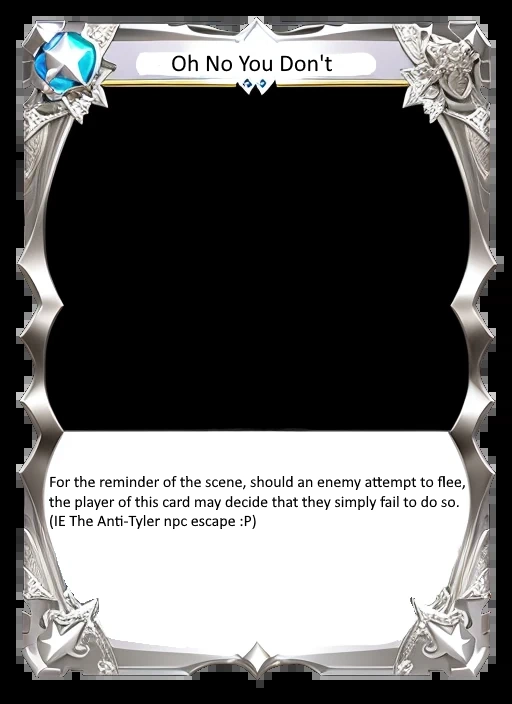 Oh No You Don't
For the reminder of the scene, should an enemy attempt to flee,
the player of this card may decide that they simply fail to do so.
(IE The Anti-Tyler npc escape :P)